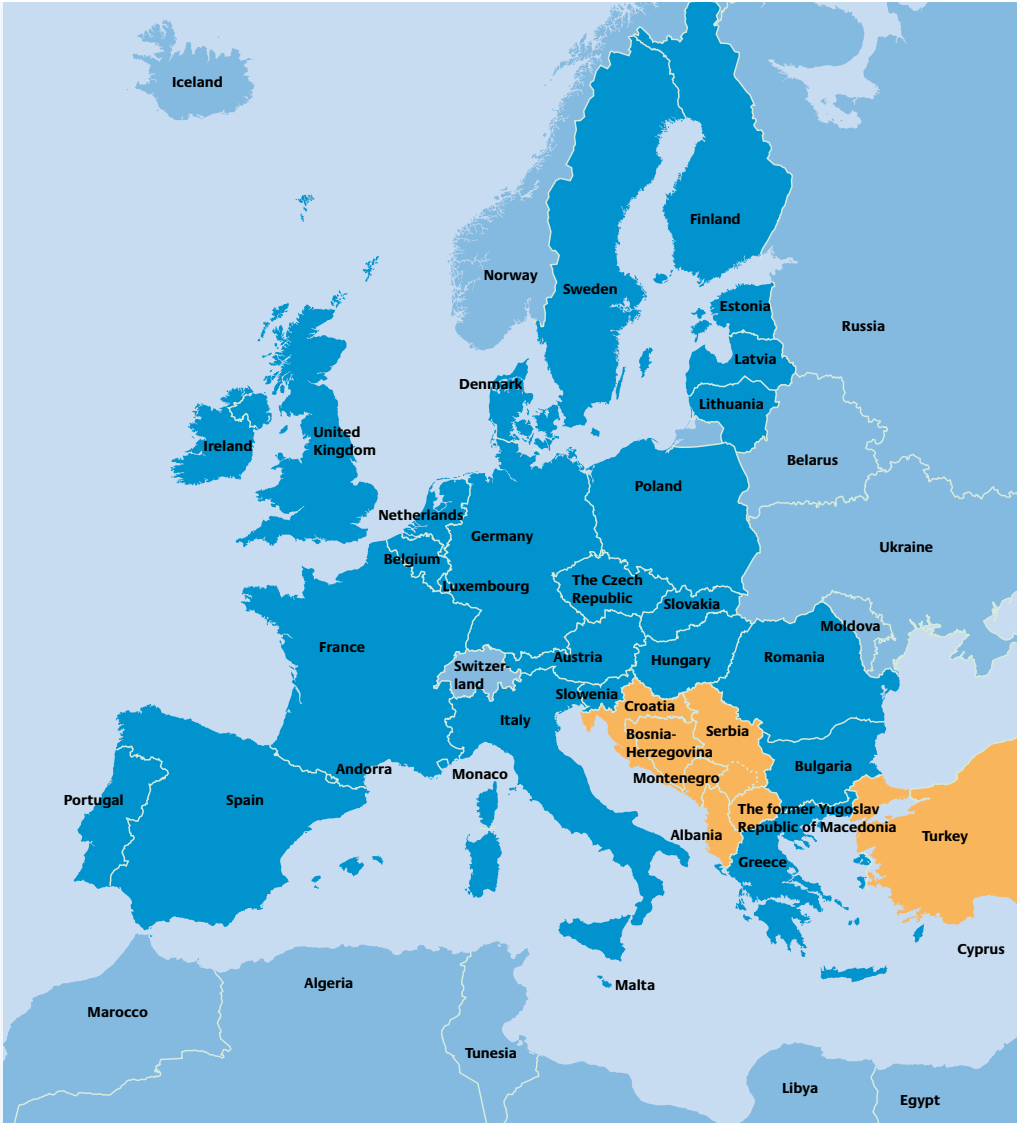 Iceland
Finland
Norway
Sweden
Estonia
Russia
Latvia
Denmark
Lithuania
United
Kingdom
Ireland
Belarus
Poland
Netherlands
Germany
Ukraine
Belgium
The Czech
Republic
Luxembourg
Slovakia
Moldova
France
Austria
Hungary
Romania
Switzer-
land
Slowenia
Croatia
Italy
Serbia
Bosnia-
Herzegovina
Andorra
Monaco
Montenegro
Bulgaria
Portugal
Spain
The former Yugoslav
Republic of Macedonia
Albania
Turkey
Greece
Cyprus
Malta
Algeria
Marocco
Tunesia
Libya
Egypt